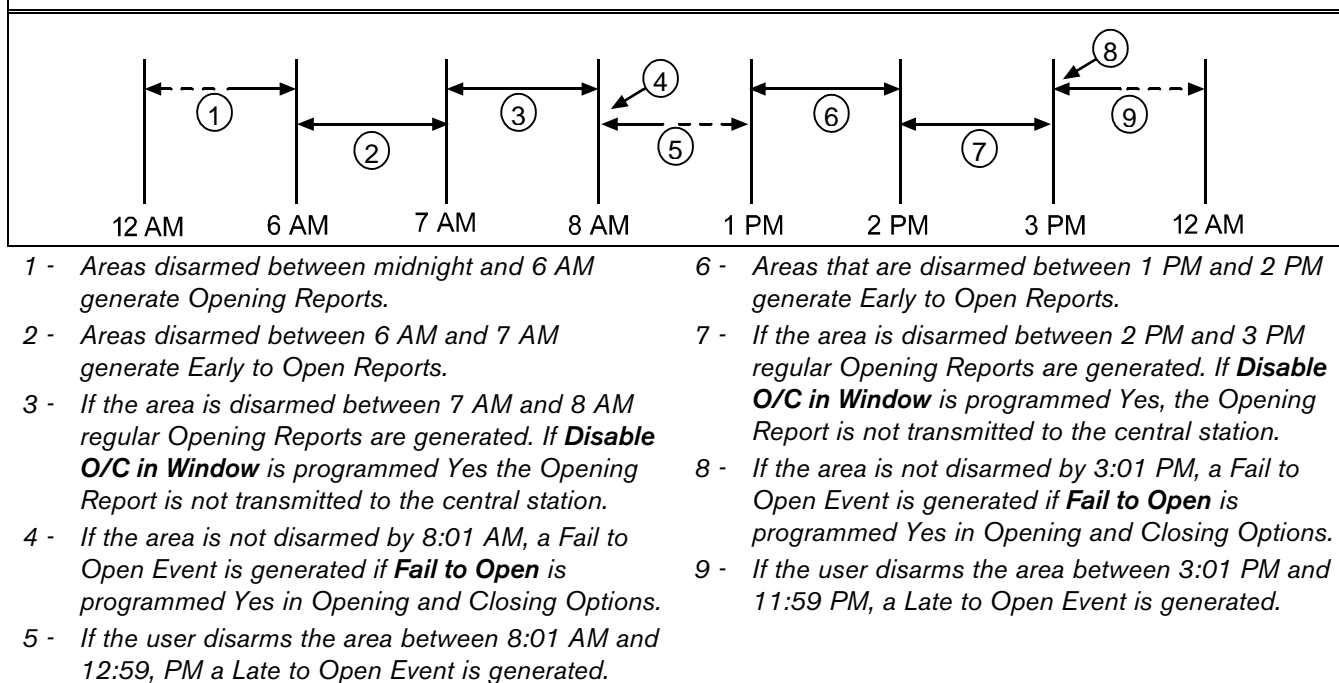 8
4
1
3
6
9
2
5
7
12 AM 6 AM 7 AM 8 AM 1 PM 2 PM 3 PM 12 AM
1 - Areas disarmed between midnight and 6 AM
generate Opening Reports.
2 - Areas disarmed between 6 AM and 7 AM
generate Early to Open Reports.
3 - If the area is disarmed between 7 AM and 8 AM
regular Opening Reports are generated. If Disable
O/C in Window is programmed Yes the Opening
Report is not transmitted to the central station.
4 - If the area is not disarmed by 8:01 AM, a Fail to
Open Event is generated if Fail to Open is
programmed Yes in Opening and Closing Options.
5 - If the user disarms the area between 8:01 AM and
12:59, PM a Late to Open Event is generated.
6 - Areas that are disarmed between 1 PM and 2 PM
generate Early to Open Reports.
7 - If the area is disarmed between 2 PM and 3 PM
regular Opening Reports are generated. If Disable
O/C in Window is programmed Yes, the Opening
Report is not transmitted to the central station.
8 - If the area is not disarmed by 3:01 PM, a Fail to
Open Event is generated if Fail to Open is
programmed Yes in Opening and Closing Options.
9 - If the user disarms the area between 3:01 PM and
11:59 PM, a Late to Open Event is generated.